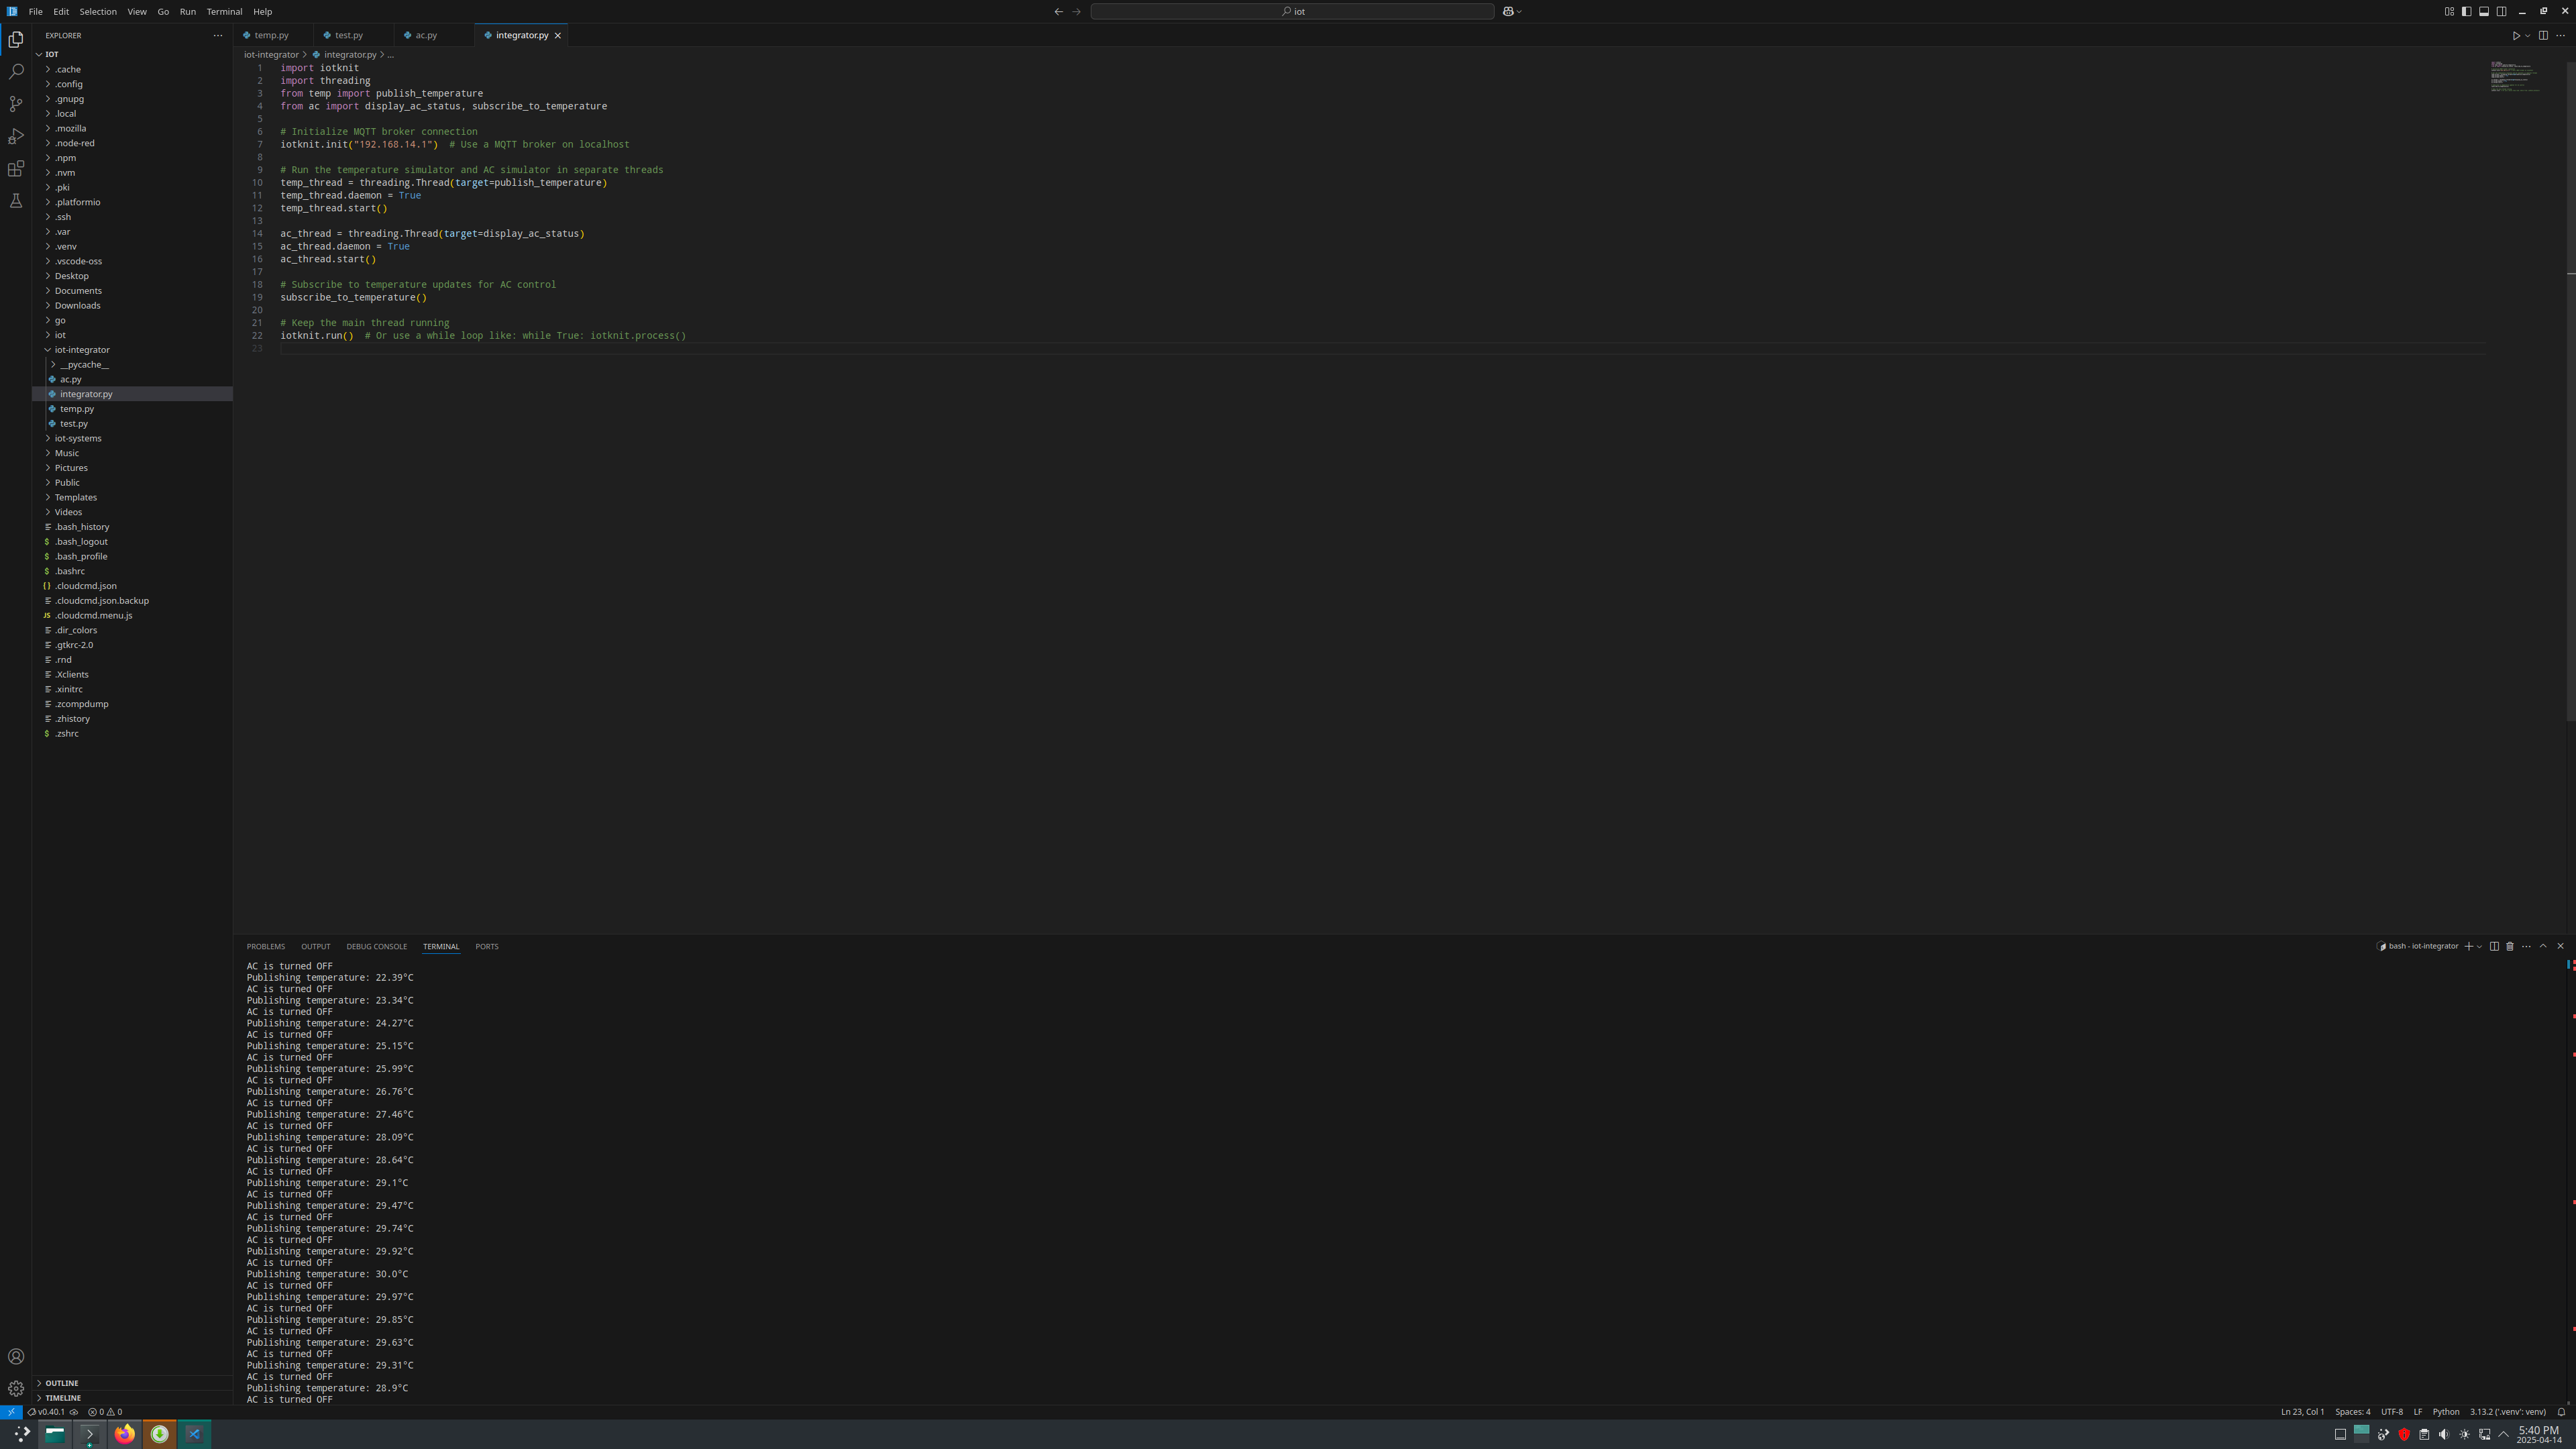 File Edit Selection View Go Run Terminal Help
iot
EXPLORER
IOT
.cache
.config
.gnupg
.local
.mozilla
.node-red
.npm
.nvm
.pki
.platformio
.ssh
.var
.venv
.vscode-oss
Desktop
Documents
Downloads
go
iot
iot-integrator
__pycache__
ac.py
integrator.py
temp.py
test.py
iot-systems
Music
Pictures
Public
Templates
Videos
.bash_history
.bash_logout
.bash_profile
.bashrc
.cloudcmd.json
.cloudcmd.json.backup
.cloudcmd.menu.js
.dir_colors
.gtkrc-2.0
.rnd
.Xclients
.xinitrc
.zcompdump
.zhistory
.zshrc
OUTLINE
TIMELINE
temp.py test.py ac.py integrator.py
iot-integrator > integrator.py > ...
1 import iotknit
2 import threading
3 from temp import publish_temperature
4 from ac import display_ac_status, subscribe_to_temperature
5
6 # Initialize MQTT broker connection
7 iotknit.init("192.168.14.1")  # Use a MQTT broker on localhost
8
9 # Run the temperature simulator and AC simulator in separate threads
10 temp_thread = threading.Thread(target=publish_temperature)
11 temp_thread.daemon = True
12 temp_thread.start()
13
14 ac_thread = threading.Thread(target=display_ac_status)
15 ac_thread.daemon = True
16 ac_thread.start()
17
18 # Subscribe to temperature updates for AC control
19 subscribe_to_temperature()
20
21 # Keep the main thread running
22 iotknit.run()  # Or use a while loop like: while True: iotknit.process()
23
PROBLEMS OUTPUT DEBUG CONSOLE TERMINAL PORTS
bash - iot-integrator
AC is turned OFF
Publishing temperature: 22.39°C
AC is turned OFF
Publishing temperature: 23.34°C
AC is turned OFF
Publishing temperature: 24.27°C
AC is turned OFF
Publishing temperature: 25.15°C
AC is turned OFF
Publishing temperature: 25.99°C
AC is turned OFF
Publishing temperature: 26.76°C
AC is turned OFF
Publishing temperature: 27.46°C
AC is turned OFF
Publishing temperature: 28.09°C
AC is turned OFF
Publishing temperature: 28.64°C
AC is turned OFF
Publishing temperature: 29.1°C
AC is turned OFF
Publishing temperature: 29.47°C
AC is turned OFF
Publishing temperature: 29.74°C
AC is turned OFF
Publishing temperature: 29.92°C
AC is turned OFF
Publishing temperature: 30.0°C
AC is turned OFF
Publishing temperature: 29.97°C
AC is turned OFF
Publishing temperature: 29.85°C
AC is turned OFF
Publishing temperature: 29.63°C
AC is turned OFF
Publishing temperature: 29.31°C
AC is turned OFF
Publishing temperature: 28.9°C
AC is turned OFF
v0.40.1 0 0
Ln 23, Col 1 Spaces: 4 UTF-8 LF Python 3.13.2 ('.venv': venv)
5:40 PM
2025-04-14